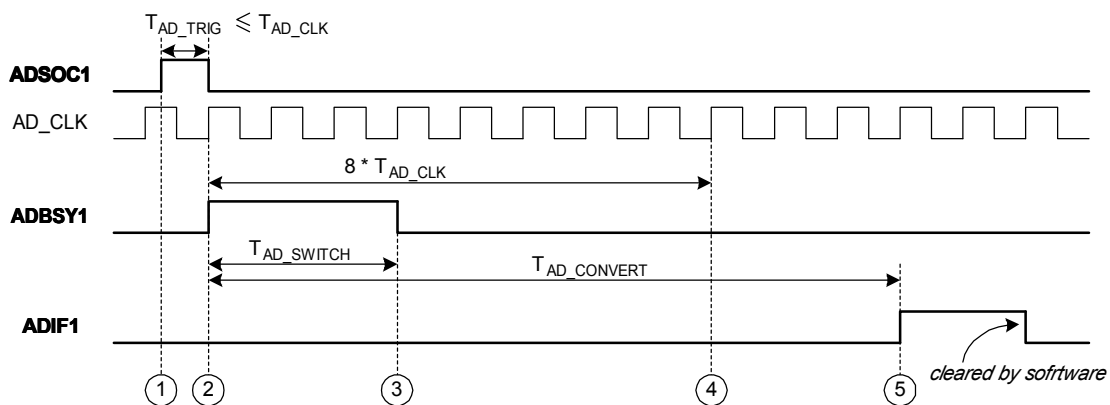 T_AD_TRIG ≤ T_AD_CLK
ADSOC1
AD_CLK
8 * T_AD_CLK
ADBSY1
T_AD_SWITCH
T_AD_CONVERT
ADIF1
cleared by sofrtware
1 2 3 4 5